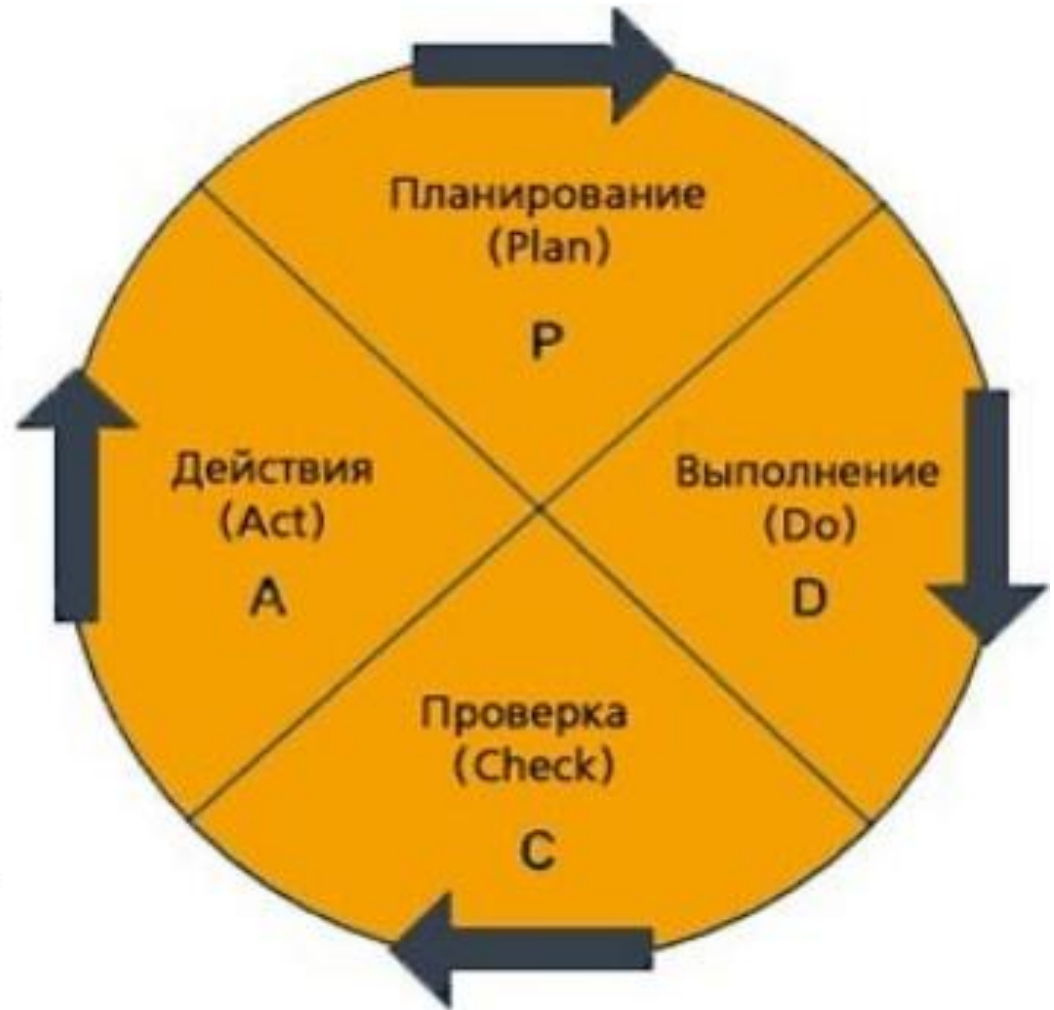 Планирование
(Plan)
P
Выполнение
(Do)
D
Проверка
(Check)
C
Действия
(Act)
A